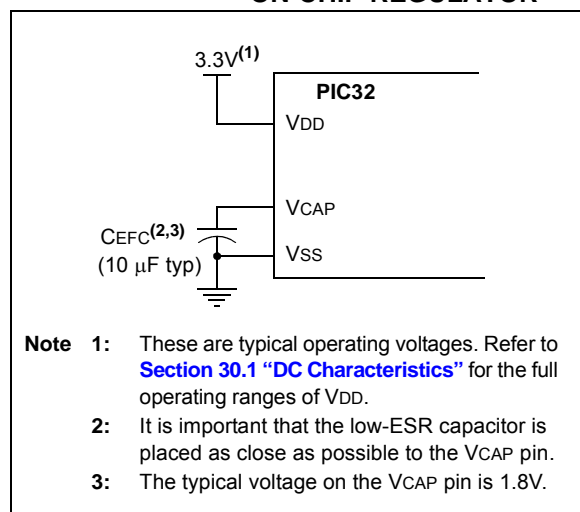 ON-CHIP REGULATOR
3.3V(1)
PIC32
VDD
VCAP
CEFC(2,3)
(10 μF typ)
VSS
Note 1: These are typical operating voltages. Refer to
Section 30.1 “DC Characteristics” for the full
operating ranges of VDD.
2: It is important that the low-ESR capacitor is
placed as close as possible to the VCAP pin.
3: The typical voltage on the VCAP pin is 1.8V.